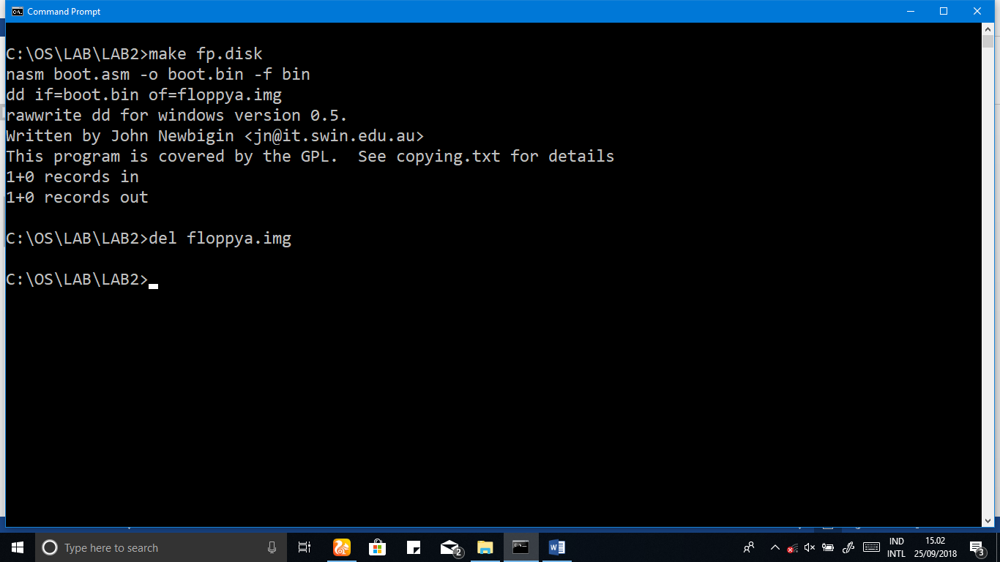 Command Prompt
C:\OS\LAB\LAB2>make fp.disk
nasm boot.asm -o boot.bin -f bin
dd if=boot.bin of=floppya.img
rawwrite dd for windows version 0.5.
Written by John Newbigin <jn@it.swin.edu.au>
This program is covered by the GPL.  See copying.txt for details
1+0 records in
1+0 records out
C:\OS\LAB\LAB2>del floppya.img
C:\OS\LAB\LAB2>
Type here to search
2
IND
INTL
15.02
25/09/2018
3